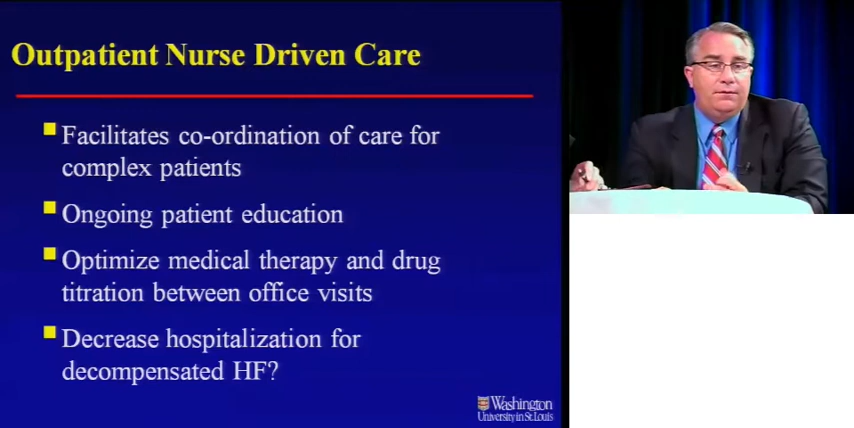 Outpatient Nurse Driven Care
Facilitates co-ordination of care for
complex patients
Ongoing patient education
Optimize medical therapy and drug
titration between office visits
Decrease hospitalization for
decompensated HF?
Washington
University in St. Louis